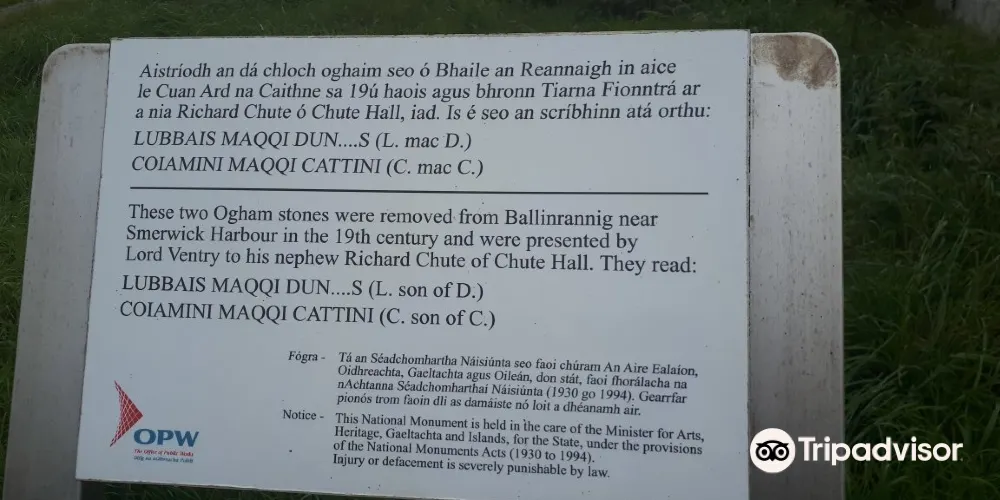 Aistríodh an dá chloch oghaim seo ó Bhaile an Reannaigh in aice
le Cuan Ard na Caithne sa 19ú haois agus bhronn Tiarna Fionntrá ar
a nia Richard Chute ó Chute Hall, iad. Is é seo an scríbhinn atá orthu:
LUBBAIS MAQQI DUN....S (L. mac D.)
COIAMINI MAQQI CATTINI (C. mac C.)
These two Ogham stones were removed from Ballinrannig near
Smerwick Harbour in the 19th century and were presented by
Lord Ventry to his nephew Richard Chute of Chute Hall. They read:
LUBBAIS MAQQI DUN....S (L. son of D.)
COIAMINI MAQQI CATTINI (C. son of C.)
Fógra - Tá an Séadchomhartha Náisiúnta seo faoi chúram An Aire Ealaíon,
Oidhreachta, Gaeltachta agus Oileán, don stát, faoi fhorálacha na
nAchtanna Séadchomharthaí Náisiúnta (1930 go 1994). Gearrfar
pionós trom faoin dlí as damáiste nó loit a dhéanamh air.
Notice - This National Monument is held in the care of the Minister for Arts,
Heritage, Gaeltachta and Islands, for the State, under the provisions
of the National Monuments Acts (1930 to 1994).
Injury or defacement is severely punishable by law.
OPW
The Office of Public Works
Tripadvisor